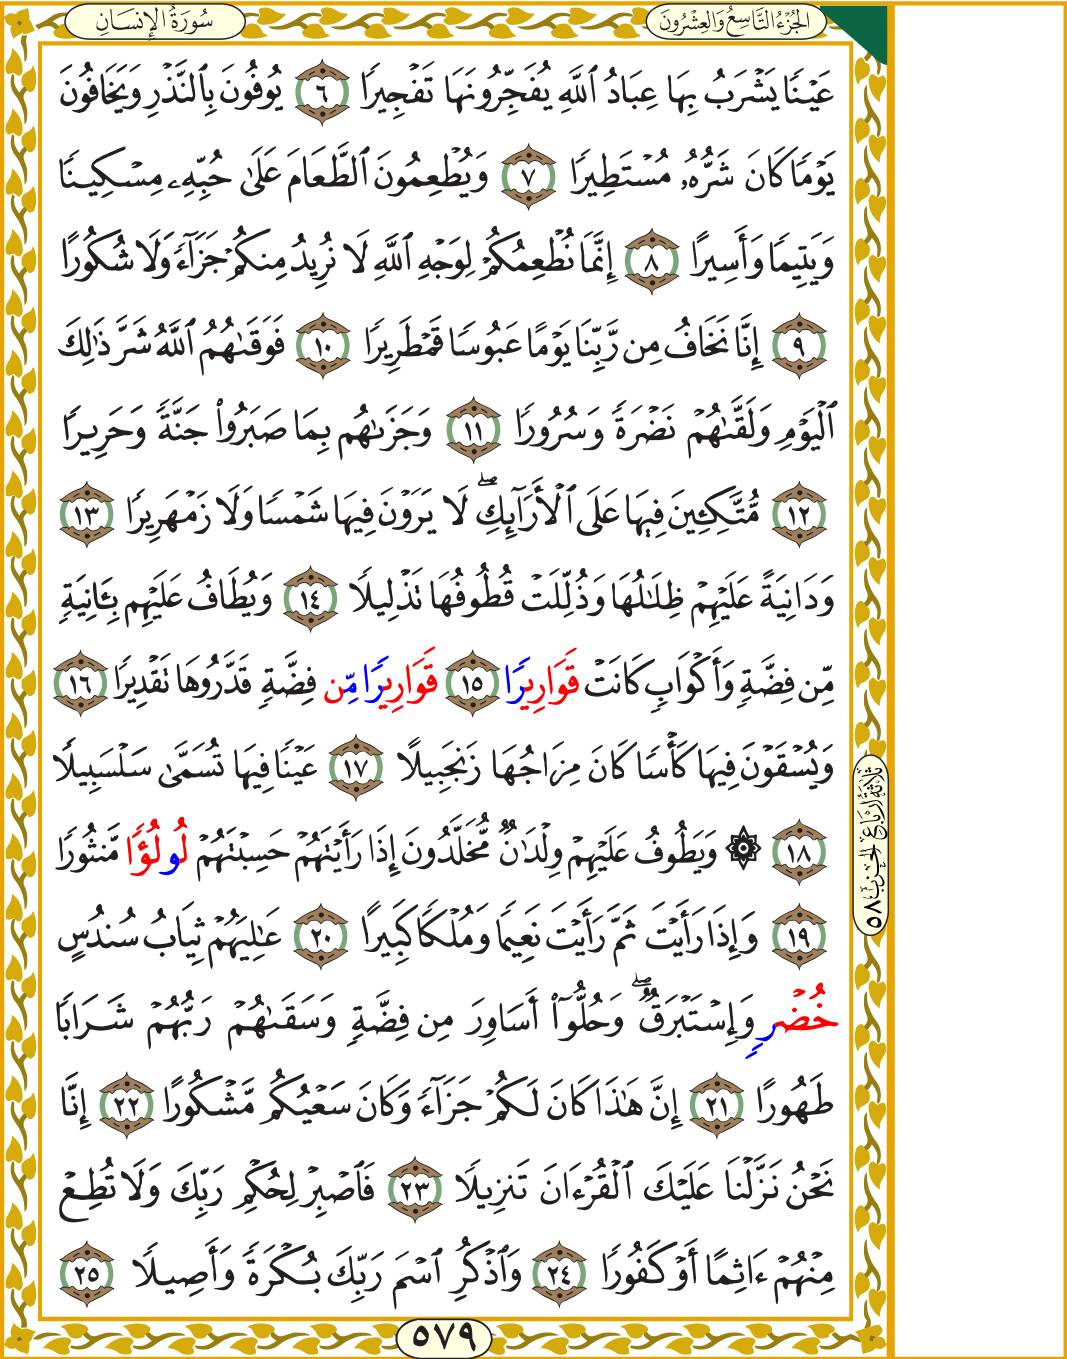 سُورَةُ الإِنسَانِ
الجُزْءُ التَّاسِعُ وَالعِشْرُونَ
عَيْنًا يَشْرَبُ بِهَا عِبَادُ ٱللَّهِ يُفَجِّرُونَهَا تَفْجِيرًا ٦ يُوفُونَ بِٱلنَّذْرِ وَيَخَافُونَ
يَوْمًا كَانَ شَرُّهُۥ مُسْتَطِيرًا ٧ وَيُطْعِمُونَ ٱلطَّعَامَ عَلَىٰ حُبِّهِۦ مِسْكِينًا
وَيَتِيمًا وَأَسِيرًا ٨ إِنَّمَا نُطْعِمُكُمْ لِوَجْهِ ٱللَّهِ لَا نُرِيدُ مِنكُمْ جَزَآءً وَلَا شُكُورًا
٩ إِنَّا نَخَافُ مِن رَّبِّنَا يَوْمًا عَبُوسًا قَمْطَرِيرًا ١٠ فَوَقَىٰهُمُ ٱللَّهُ شَرَّ ذَٰلِكَ
ٱلْيَوْمِ وَلَقَّىٰهُمْ نَضْرَةً وَسُرُورًا ١١ وَجَزَىٰهُم بِمَا صَبَرُوا۟ جَنَّةً وَحَرِيرًا
١٢ مُّتَّكِـِٔينَ فِيهَا عَلَى ٱلْأَرَآئِكِ ۖ لَا يَرَوْنَ فِيهَا شَمْسًا وَلَا زَمْهَرِيرًا ١٣
وَدَانِيَةً عَلَيْهِمْ ظِلَـٰلُهَا وَذُلِّلَتْ قُطُوفُهَا تَذْلِيلًا ١٤ وَيُطَافُ عَلَيْهِم بِـَٔانِيَةٍ
مِّن فِضَّةٍ وَأَكْوَابٍ كَانَتْ قَوَارِيرًا ١٥ قَوَارِيرًا مِّن فِضَّةٍ قَدَّرُوهَا تَقْدِيرًا ١٦
وَيُسْقَوْنَ فِيهَا كَأْسًا كَانَ مِزَاجُهَا زَنجَبِيلًا ١٧ عَيْنًا فِيهَا تُسَمَّىٰ سَلْسَبِيلًا
١٨ ۞ وَيَطُوفُ عَلَيْهِمْ وِلْدَٰنٌ مُّخَلَّدُونَ إِذَا رَأَيْتَهُمْ حَسِبْتَهُمْ لُولُؤًا مَّنثُورًا
١٩ وَإِذَا رَأَيْتَ ثَمَّ رَأَيْتَ نَعِيمًا وَمُلْكًا كَبِيرًا ٢٠ عَـٰلِيَهُمْ ثِيَابُ سُندُسٍ
خُضْرٍ وَإِسْتَبْرَقٌ ۖ وَحُلُّوٓا۟ أَسَاوِرَ مِن فِضَّةٍ وَسَقَىٰهُمْ رَبُّهُمْ شَرَابًا
طَهُورًا ٢١ إِنَّ هَـٰذَا كَانَ لَكُمْ جَزَآءً وَكَانَ سَعْيُكُم مَّشْكُورًا ٢٢ إِنَّا
نَحْنُ نَزَّلْنَا عَلَيْكَ ٱلْقُرْءَانَ تَنزِيلًا ٢٣ فَٱصْبِرْ لِحُكْمِ رَبِّكَ وَلَا تُطِعْ
مِنْهُمْ ءَاثِمًا أَوْ كَفُورًا ٢٤ وَٱذْكُرِ ٱسْمَ رَبِّكَ بُكْرَةً وَأَصِيلًا ٢٥
ثلاثة أرباع الحزب ٥٨
٥٧٩